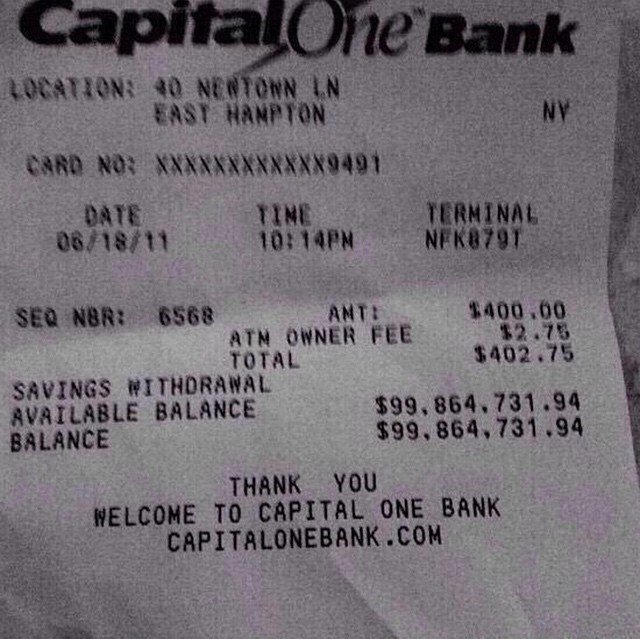 CapitalOne™ Bank
LOCATION: 40 NEWTOWN LN
EAST HAMPTON NY
CARD NO: XXXXXXXXXXXX9491
DATE TIME TERMINAL
06/18/11 10:14PM NFK879T
SEQ NBR: 6568 AMT: $400.00
ATM OWNER FEE $2.75
TOTAL $402.75
SAVINGS WITHDRAWAL
AVAILABLE BALANCE $99,864,731.94
BALANCE $99,864,731.94
THANK YOU
WELCOME TO CAPITAL ONE BANK
CAPITALONEBANK.COM